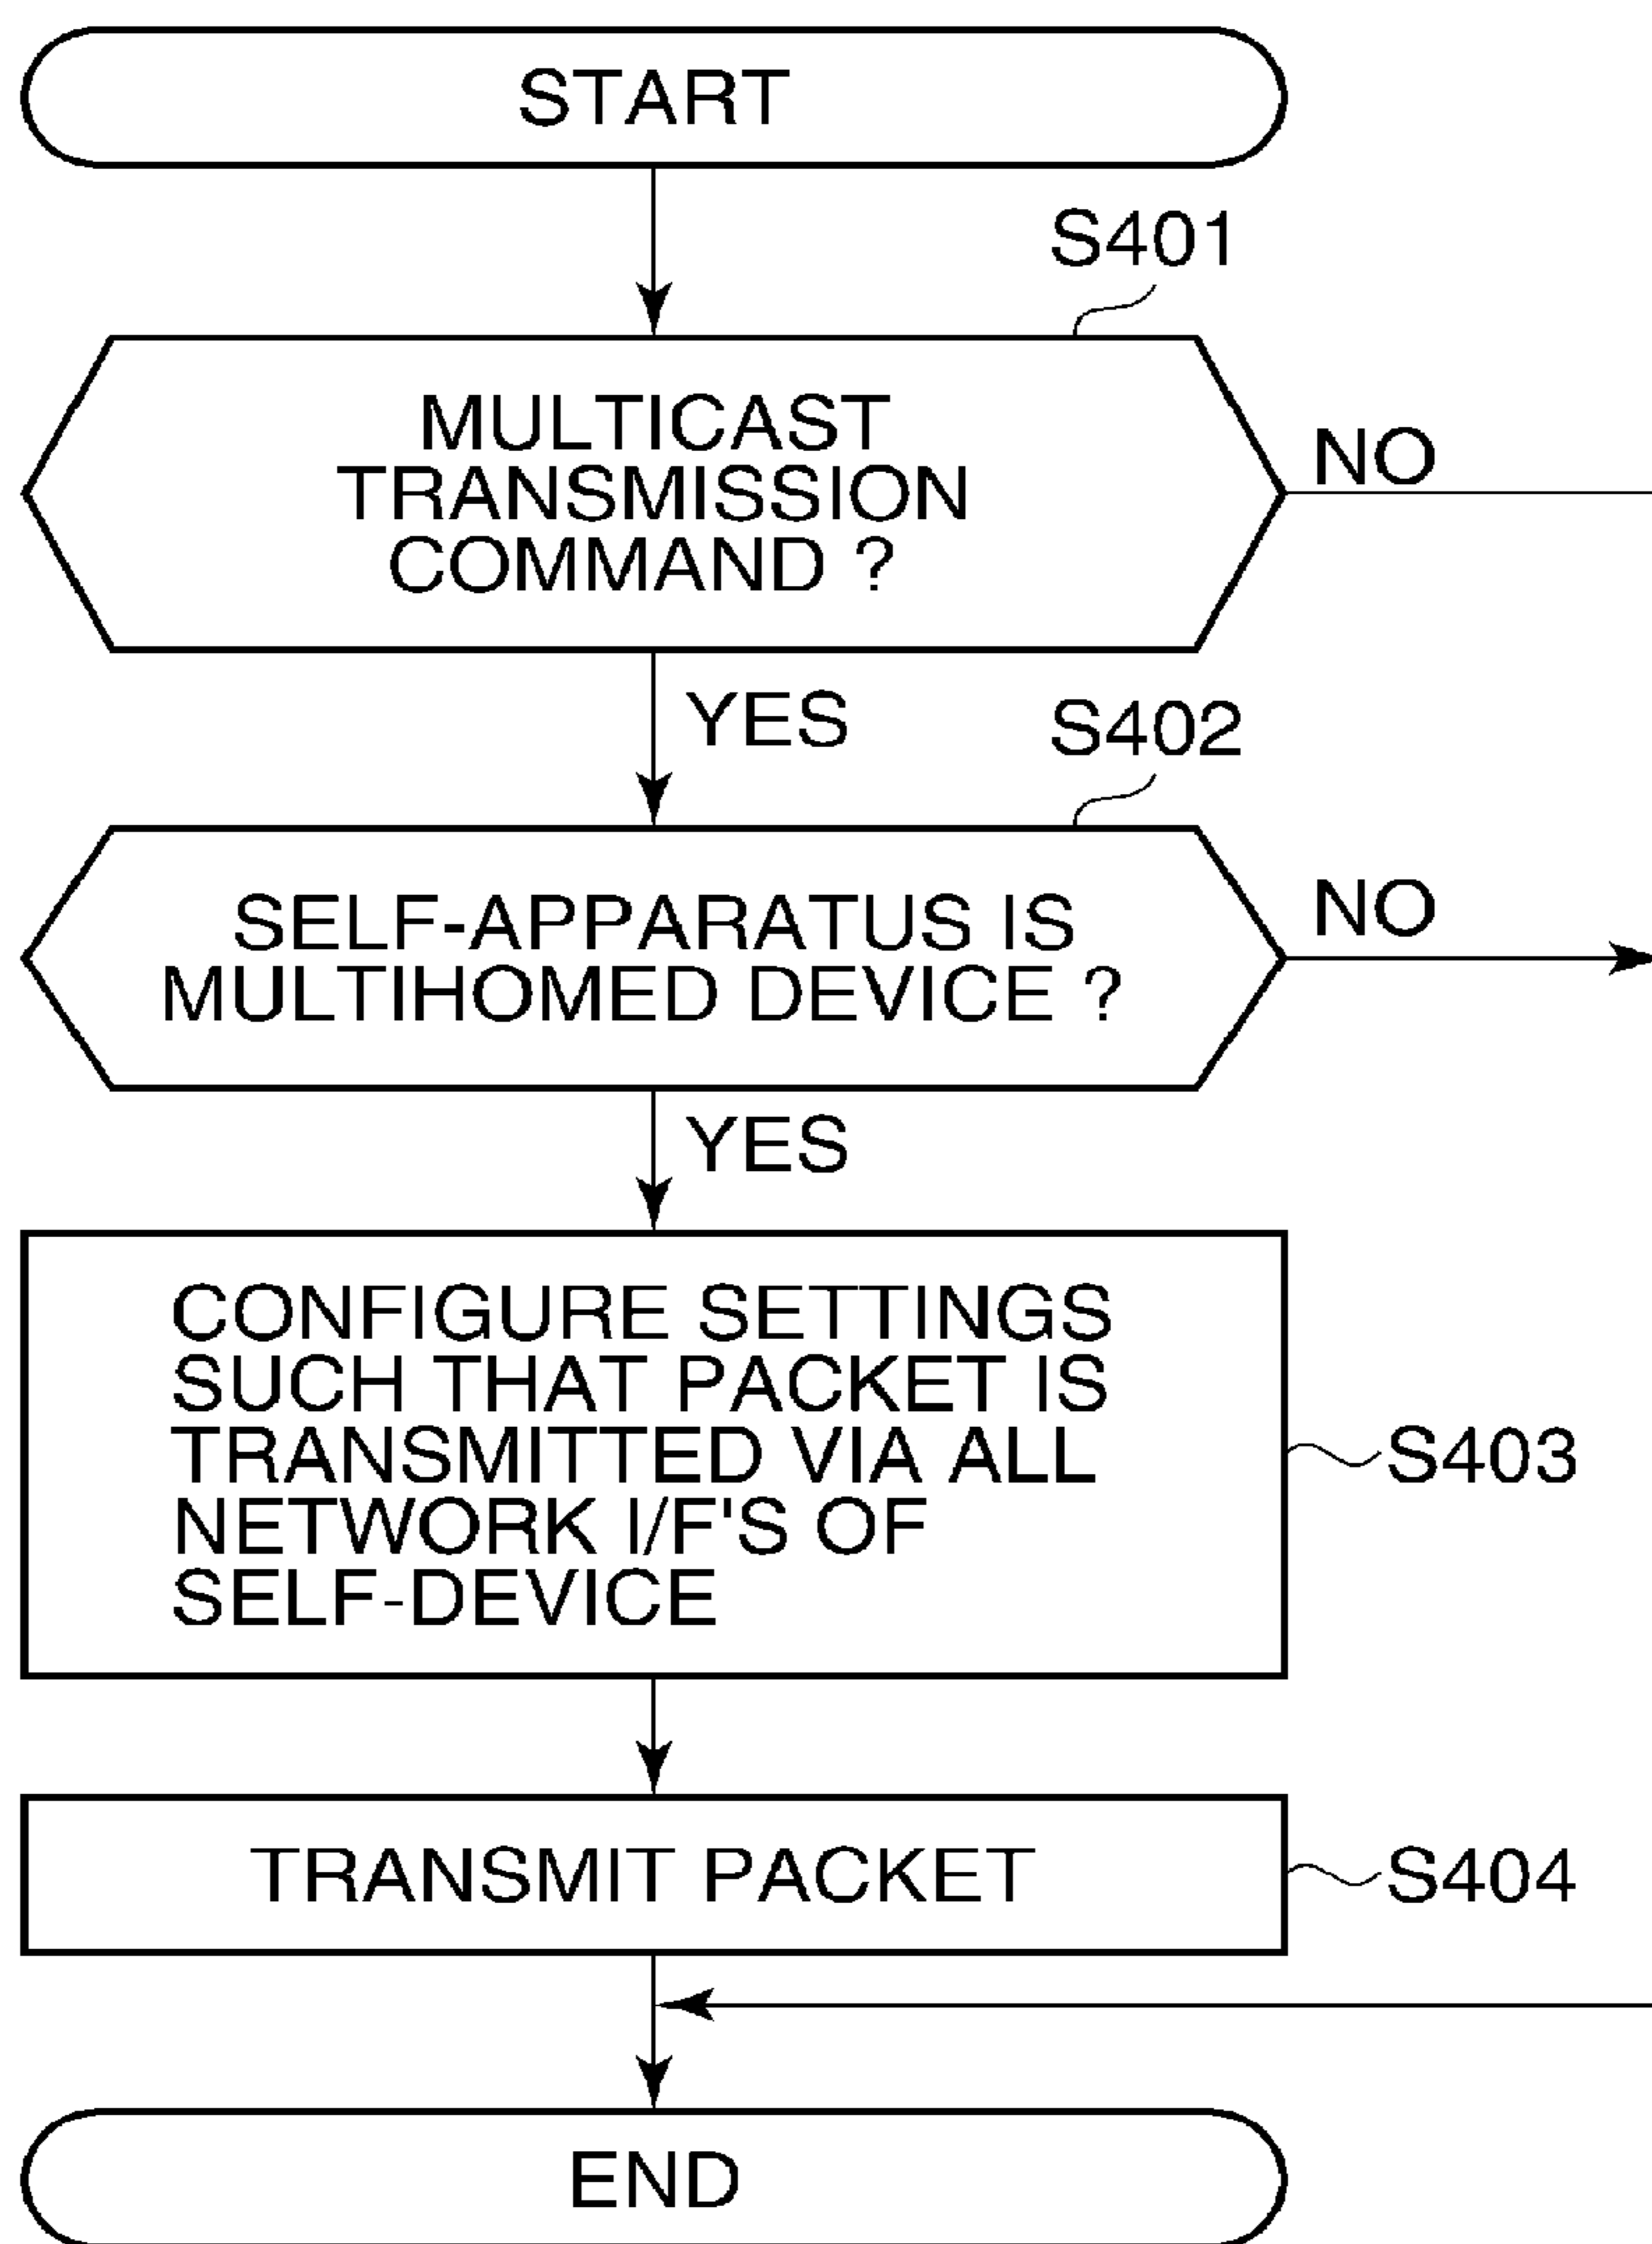 START
S401
MULTICAST
TRANSMISSION
COMMAND ?
NO
YES
S402
SELF-APPARATUS IS
MULTIHOMED DEVICE ?
NO
YES
CONFIGURE SETTINGS
SUCH THAT PACKET IS
TRANSMITTED VIA ALL
NETWORK I/F'S OF
SELF-DEVICE
S403
TRANSMIT PACKET
S404
END